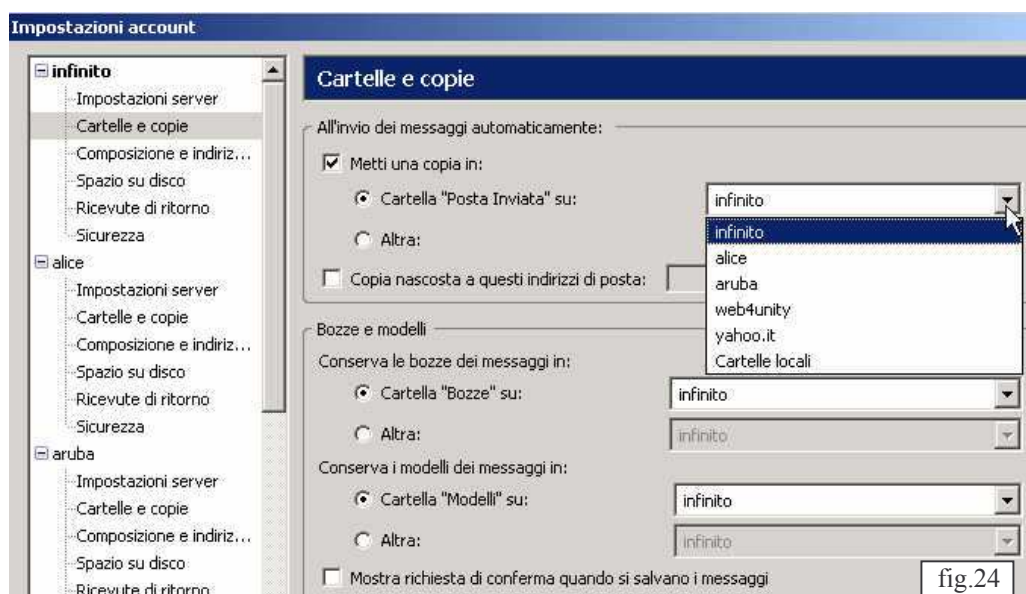 Impostazioni account
infinito
Impostazioni server
Cartelle e copie
Composizione e indiriz...
Spazio su disco
Ricevute di ritorno
Sicurezza
alice
Impostazioni server
Cartelle e copie
Composizione e indiriz...
Spazio su disco
Ricevute di ritorno
Sicurezza
aruba
Impostazioni server
Cartelle e copie
Composizione e indiriz...
Spazio su disco
Ricevute di ritorno
Cartelle e copie
All'invio dei messaggi automaticamente:
Metti una copia in:
Cartella "Posta Inviata" su: infinito
Altra:
Copia nascosta a questi indirizzi di posta:
infinito
alice
aruba
web4unity
yahoo.it
Cartelle locali
Bozze e modelli
Conserva le bozze dei messaggi in:
Cartella "Bozze" su: infinito
Altra: infinito
Conserva i modelli dei messaggi in:
Cartella "Modelli" su: infinito
Altra: infinito
Mostra richiesta di conferma quando si salvano i messaggi
fig.24